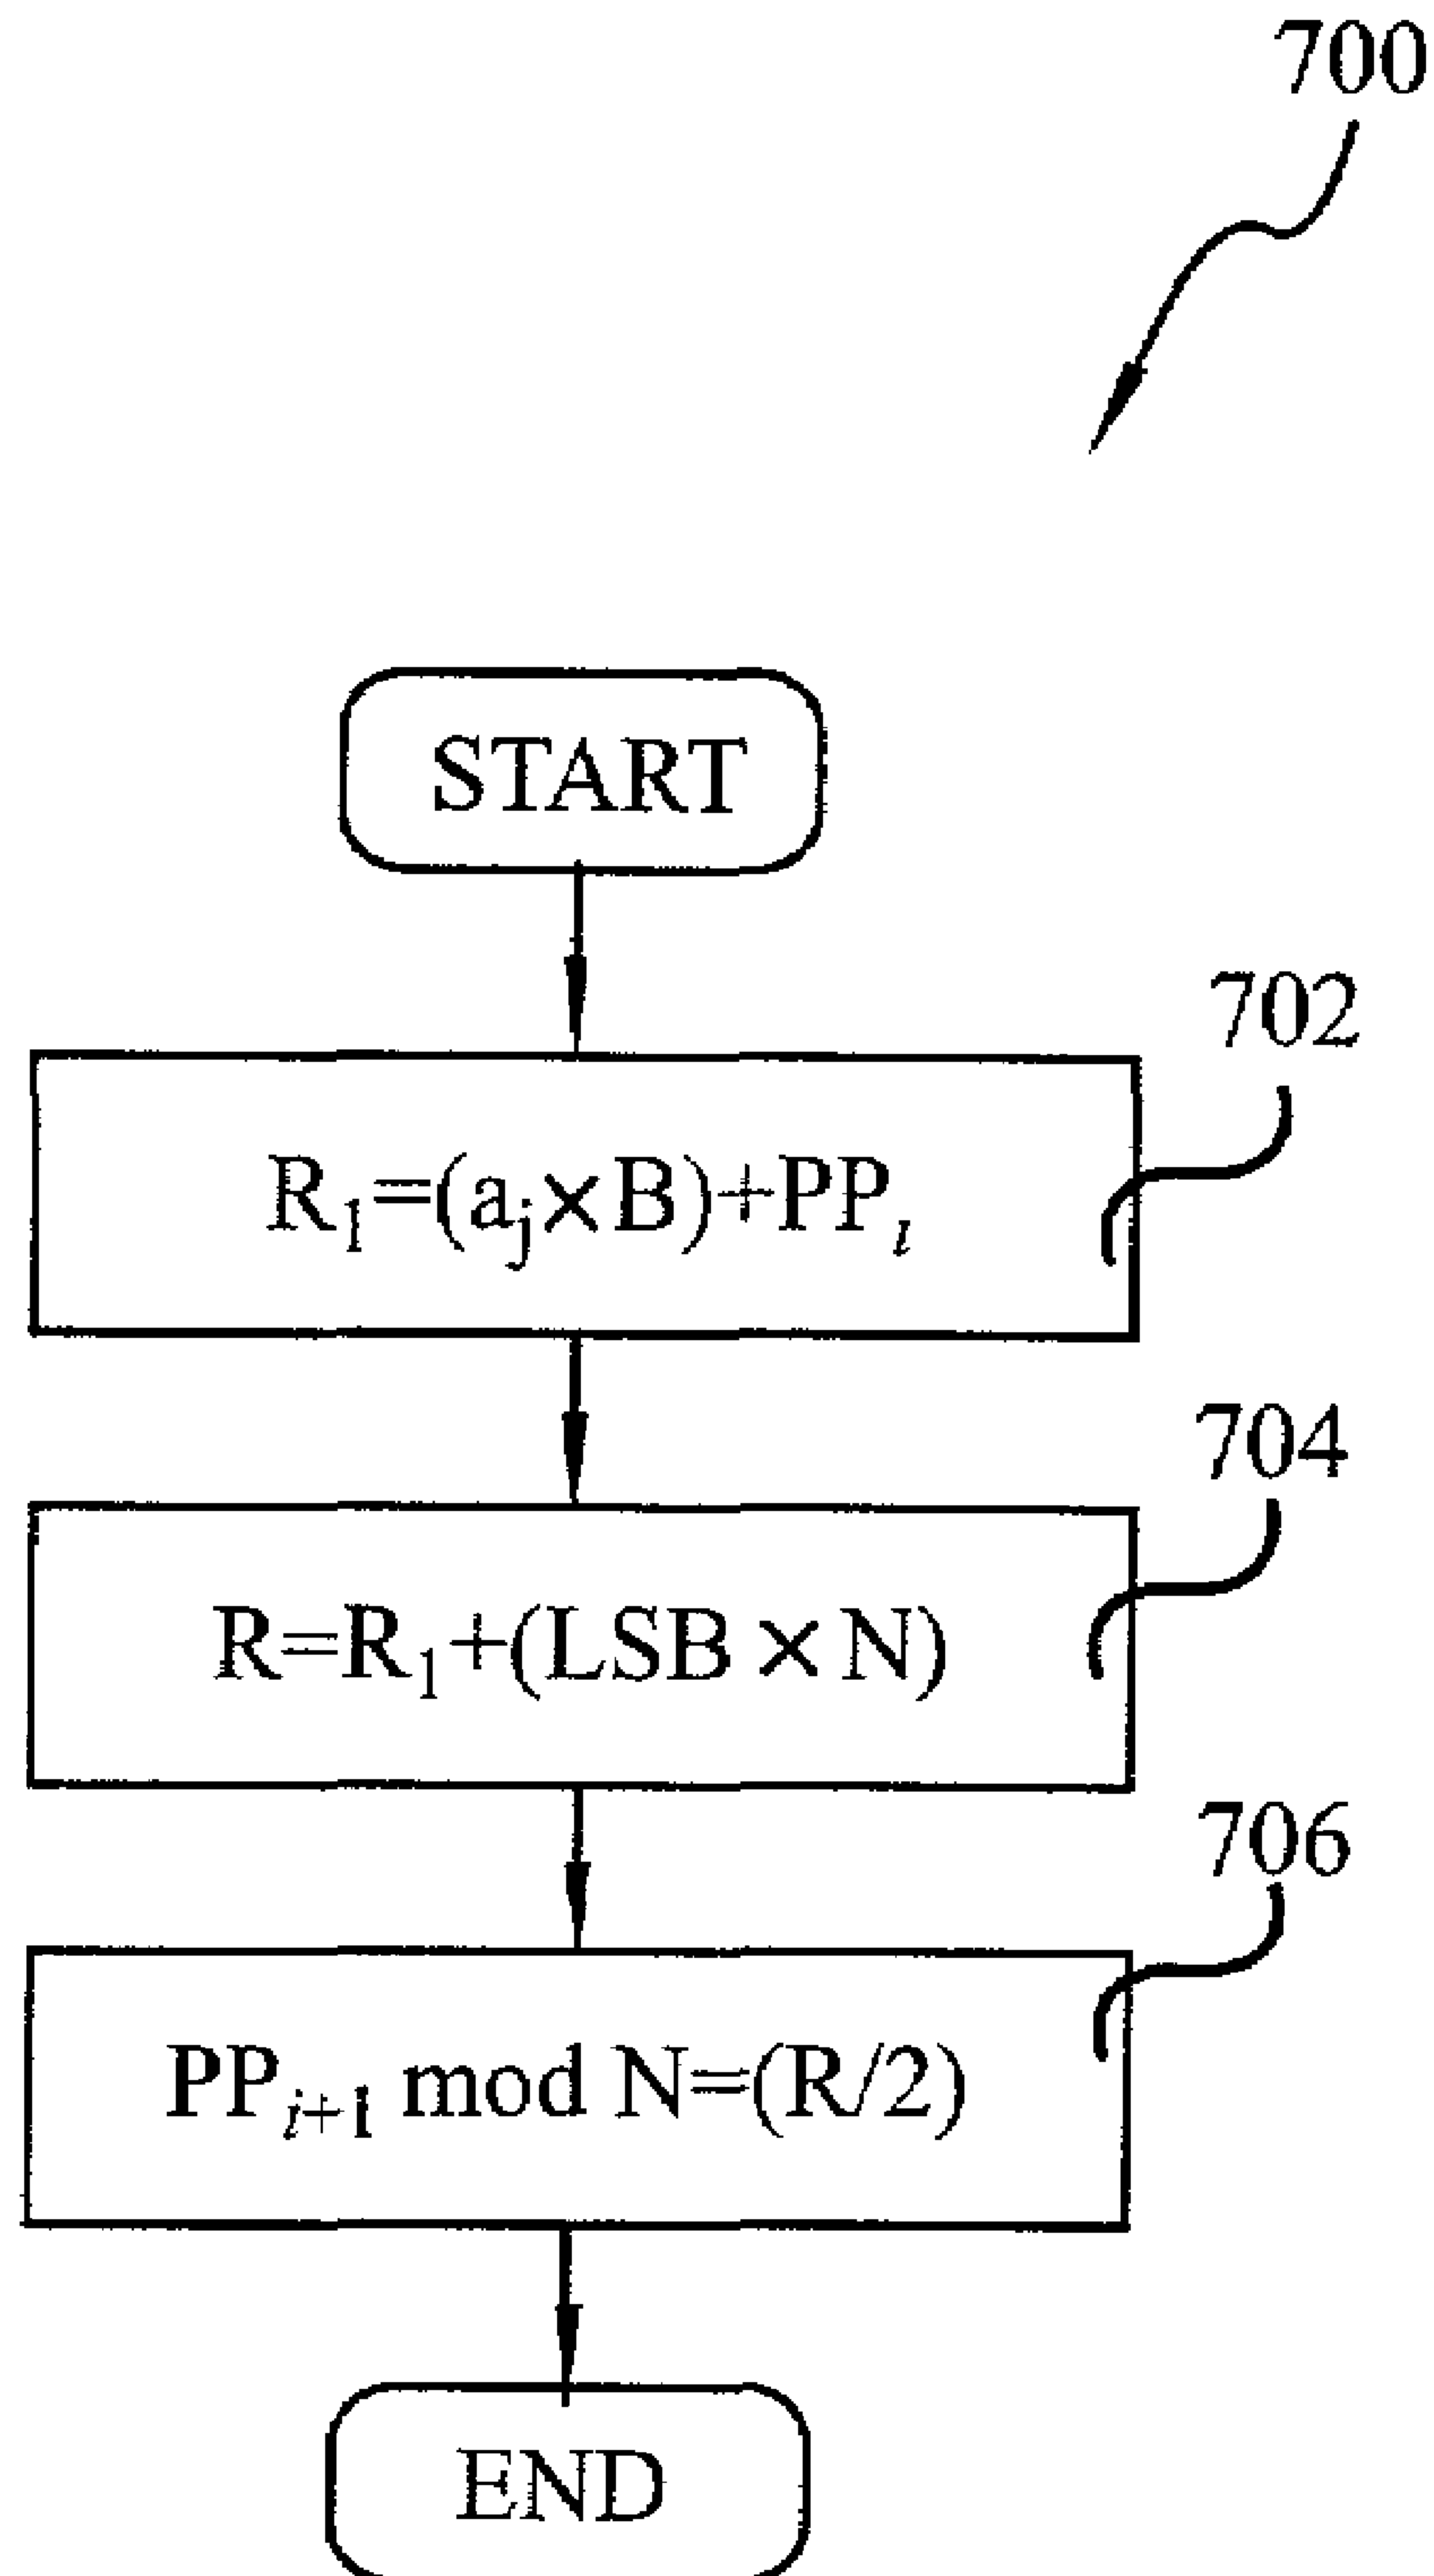 700
START
702
R₁=(aⱼ×B)+PPᵢ
704
R=R₁+(LSB×N)
706
PPᵢ₊₁ mod N=(R/2)
END